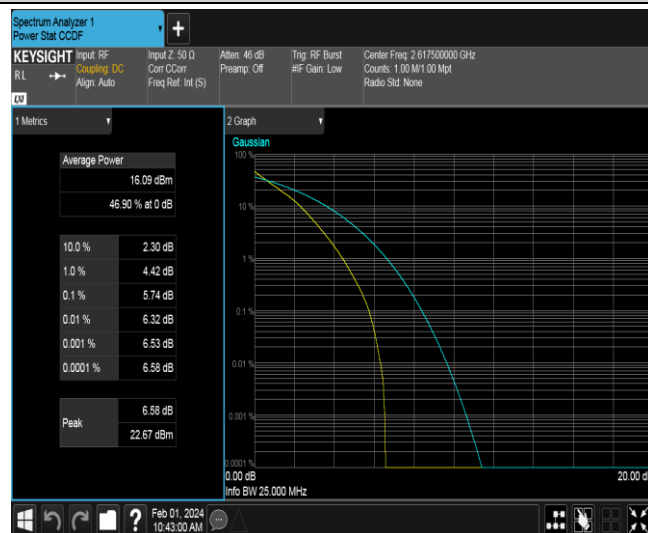 Spectrum Analyzer 1
Power Stat CCDF
+
KEYSIGHT
RL
LXI
Input: RF
Coupling: DC
Align: Auto
Input Z: 50 Ω
Corr CCorr
Freq Ref: Int (S)
Atten: 46 dB
Preamp: Off
Trig: RF Burst
#IF Gain: Low
Center Freq: 2.617500000 GHz
Counts: 1.00 M/1.00 Mpt
Radio Std: None
1 Metrics
Average Power
16.09 dBm
46.90 % at 0 dB
10.0 % 2.30 dB
1.0 % 4.42 dB
0.1 % 5.74 dB
0.01 % 6.32 dB
0.001 % 6.53 dB
0.0001 % 6.58 dB
Peak
6.58 dB
22.67 dBm
2 Graph
Gaussian
100 %
10 %
1 %
0.1 %
0.01 %
0.001 %
0.0001 %
0.00 dB
20.00 d
Info BW 25.000 MHz
?
Feb 01, 2024
10:43:00 AM